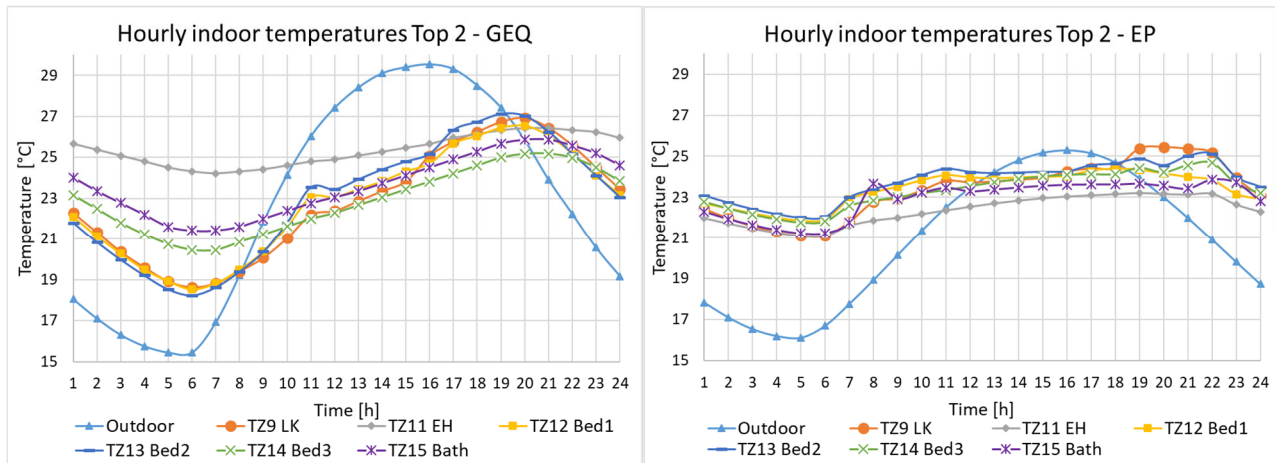 Hourly indoor temperatures Top 2 - GEQ
Temperature [°C]
29
27
25
23
21
19
17
15
1 2 3 4 5 6 7 8 9 10 11 12 13 14 15 16 17 18 19 20 21 22 23 24
Time [h]
Outdoor TZ9 LK TZ11 EH TZ12 Bed1
TZ13 Bed2 TZ14 Bed3 TZ15 Bath
Hourly indoor temperatures Top 2 - EP
Temperature [°C]
29
27
25
23
21
19
17
15
1 2 3 4 5 6 7 8 9 10 11 12 13 14 15 16 17 18 19 20 21 22 23 24
Time [h]
Outdoor TZ9 LK TZ11 EH TZ12 Bed1
TZ13 Bed2 TZ14 Bed3 TZ15 Bath